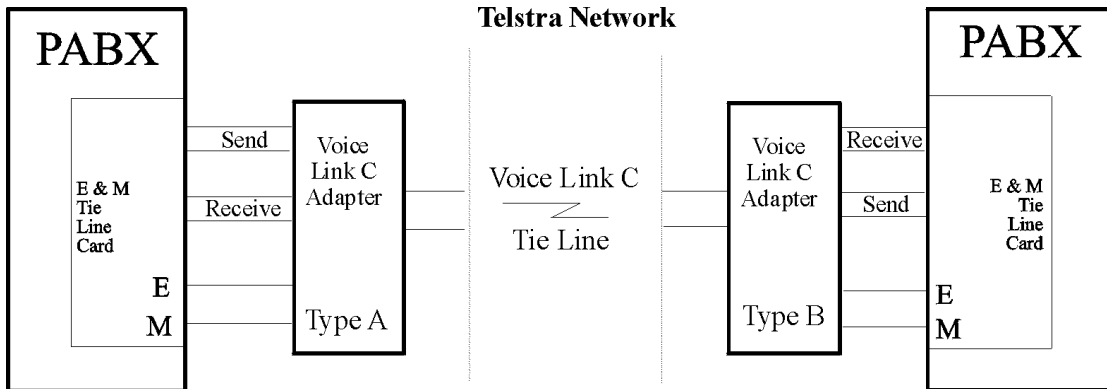 Telstra Network
PABX
E & M
Tie
Line
Card
E
M
Send
Receive
Voice
Link C
Adapter
Type A
Voice Link C
Tie Line
Voice
Link C
Adapter
Type B
Receive
Send
PABX
E & M
Tie
Line
Card
E
M